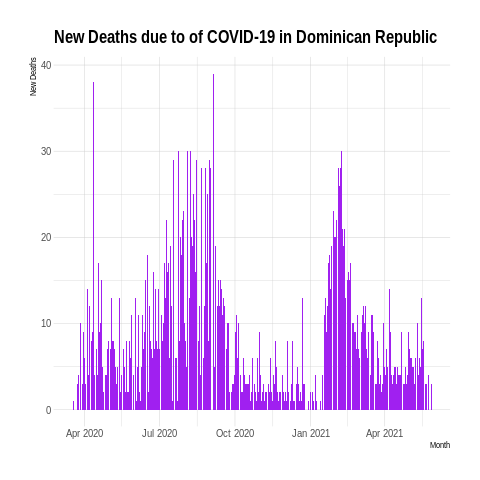 New Deaths due to of COVID-19 in Dominican Republic
New Deaths
40
30
20
10
0
Apr 2020 Jul 2020 Oct 2020 Jan 2021 Apr 2021
Month